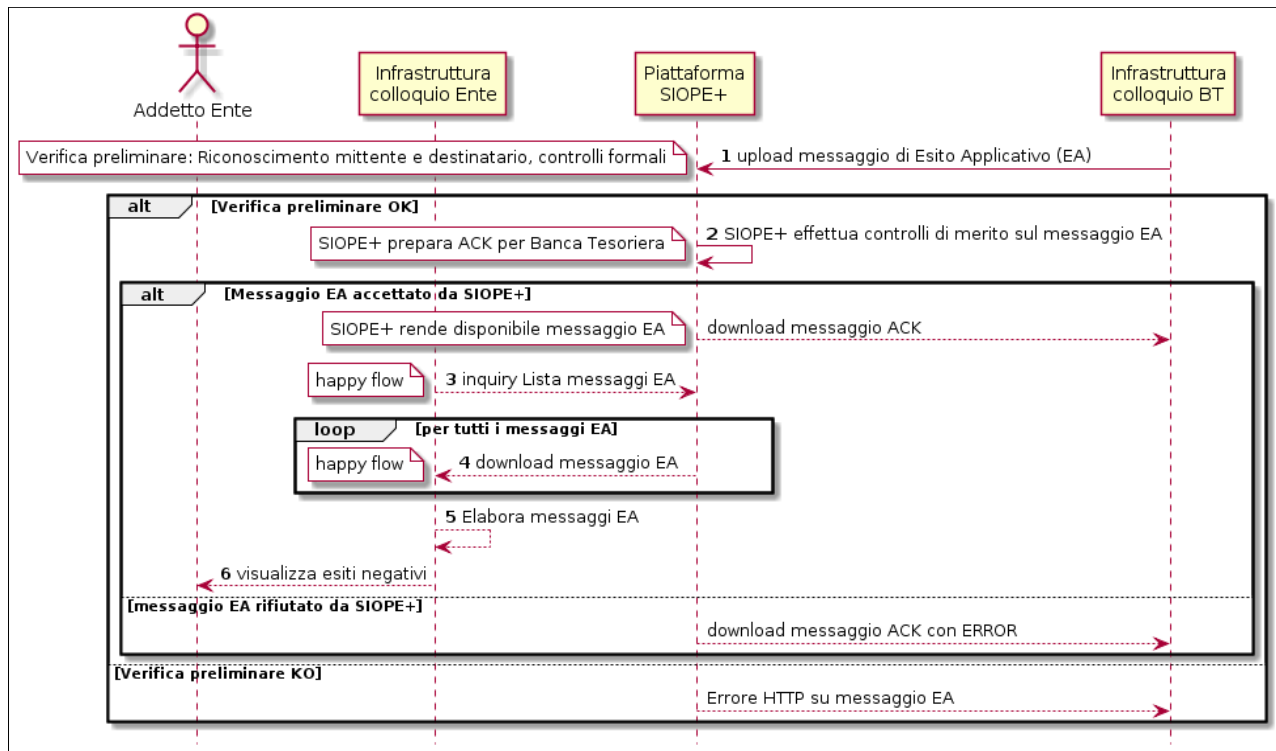 Addetto Ente
Infrastruttura
colloquio Ente
Piattaforma
SIOPE+
Infrastruttura
colloquio BT
Verifica preliminare: Riconoscimento mittente e destinatario, controlli formali
1 upload messaggio di Esito Applicativo (EA)
alt [Verifica preliminare OK]
SIOPE+ prepara ACK per Banca Tesoriera
2 SIOPE+ effettua controlli di merito sul messaggio EA
alt [Messaggio EA accettato da SIOPE+]
SIOPE+ rende disponibile messaggio EA
download messaggio ACK
happy flow
3 inquiry Lista messaggi EA
loop [per tutti i messaggi EA]
happy flow
4 download messaggio EA
5 Elabora messaggi EA
6 visualizza esiti negativi
[messaggio EA rifiutato da SIOPE+]
download messaggio ACK con ERROR
[Verifica preliminare KO]
Errore HTTP su messaggio EA